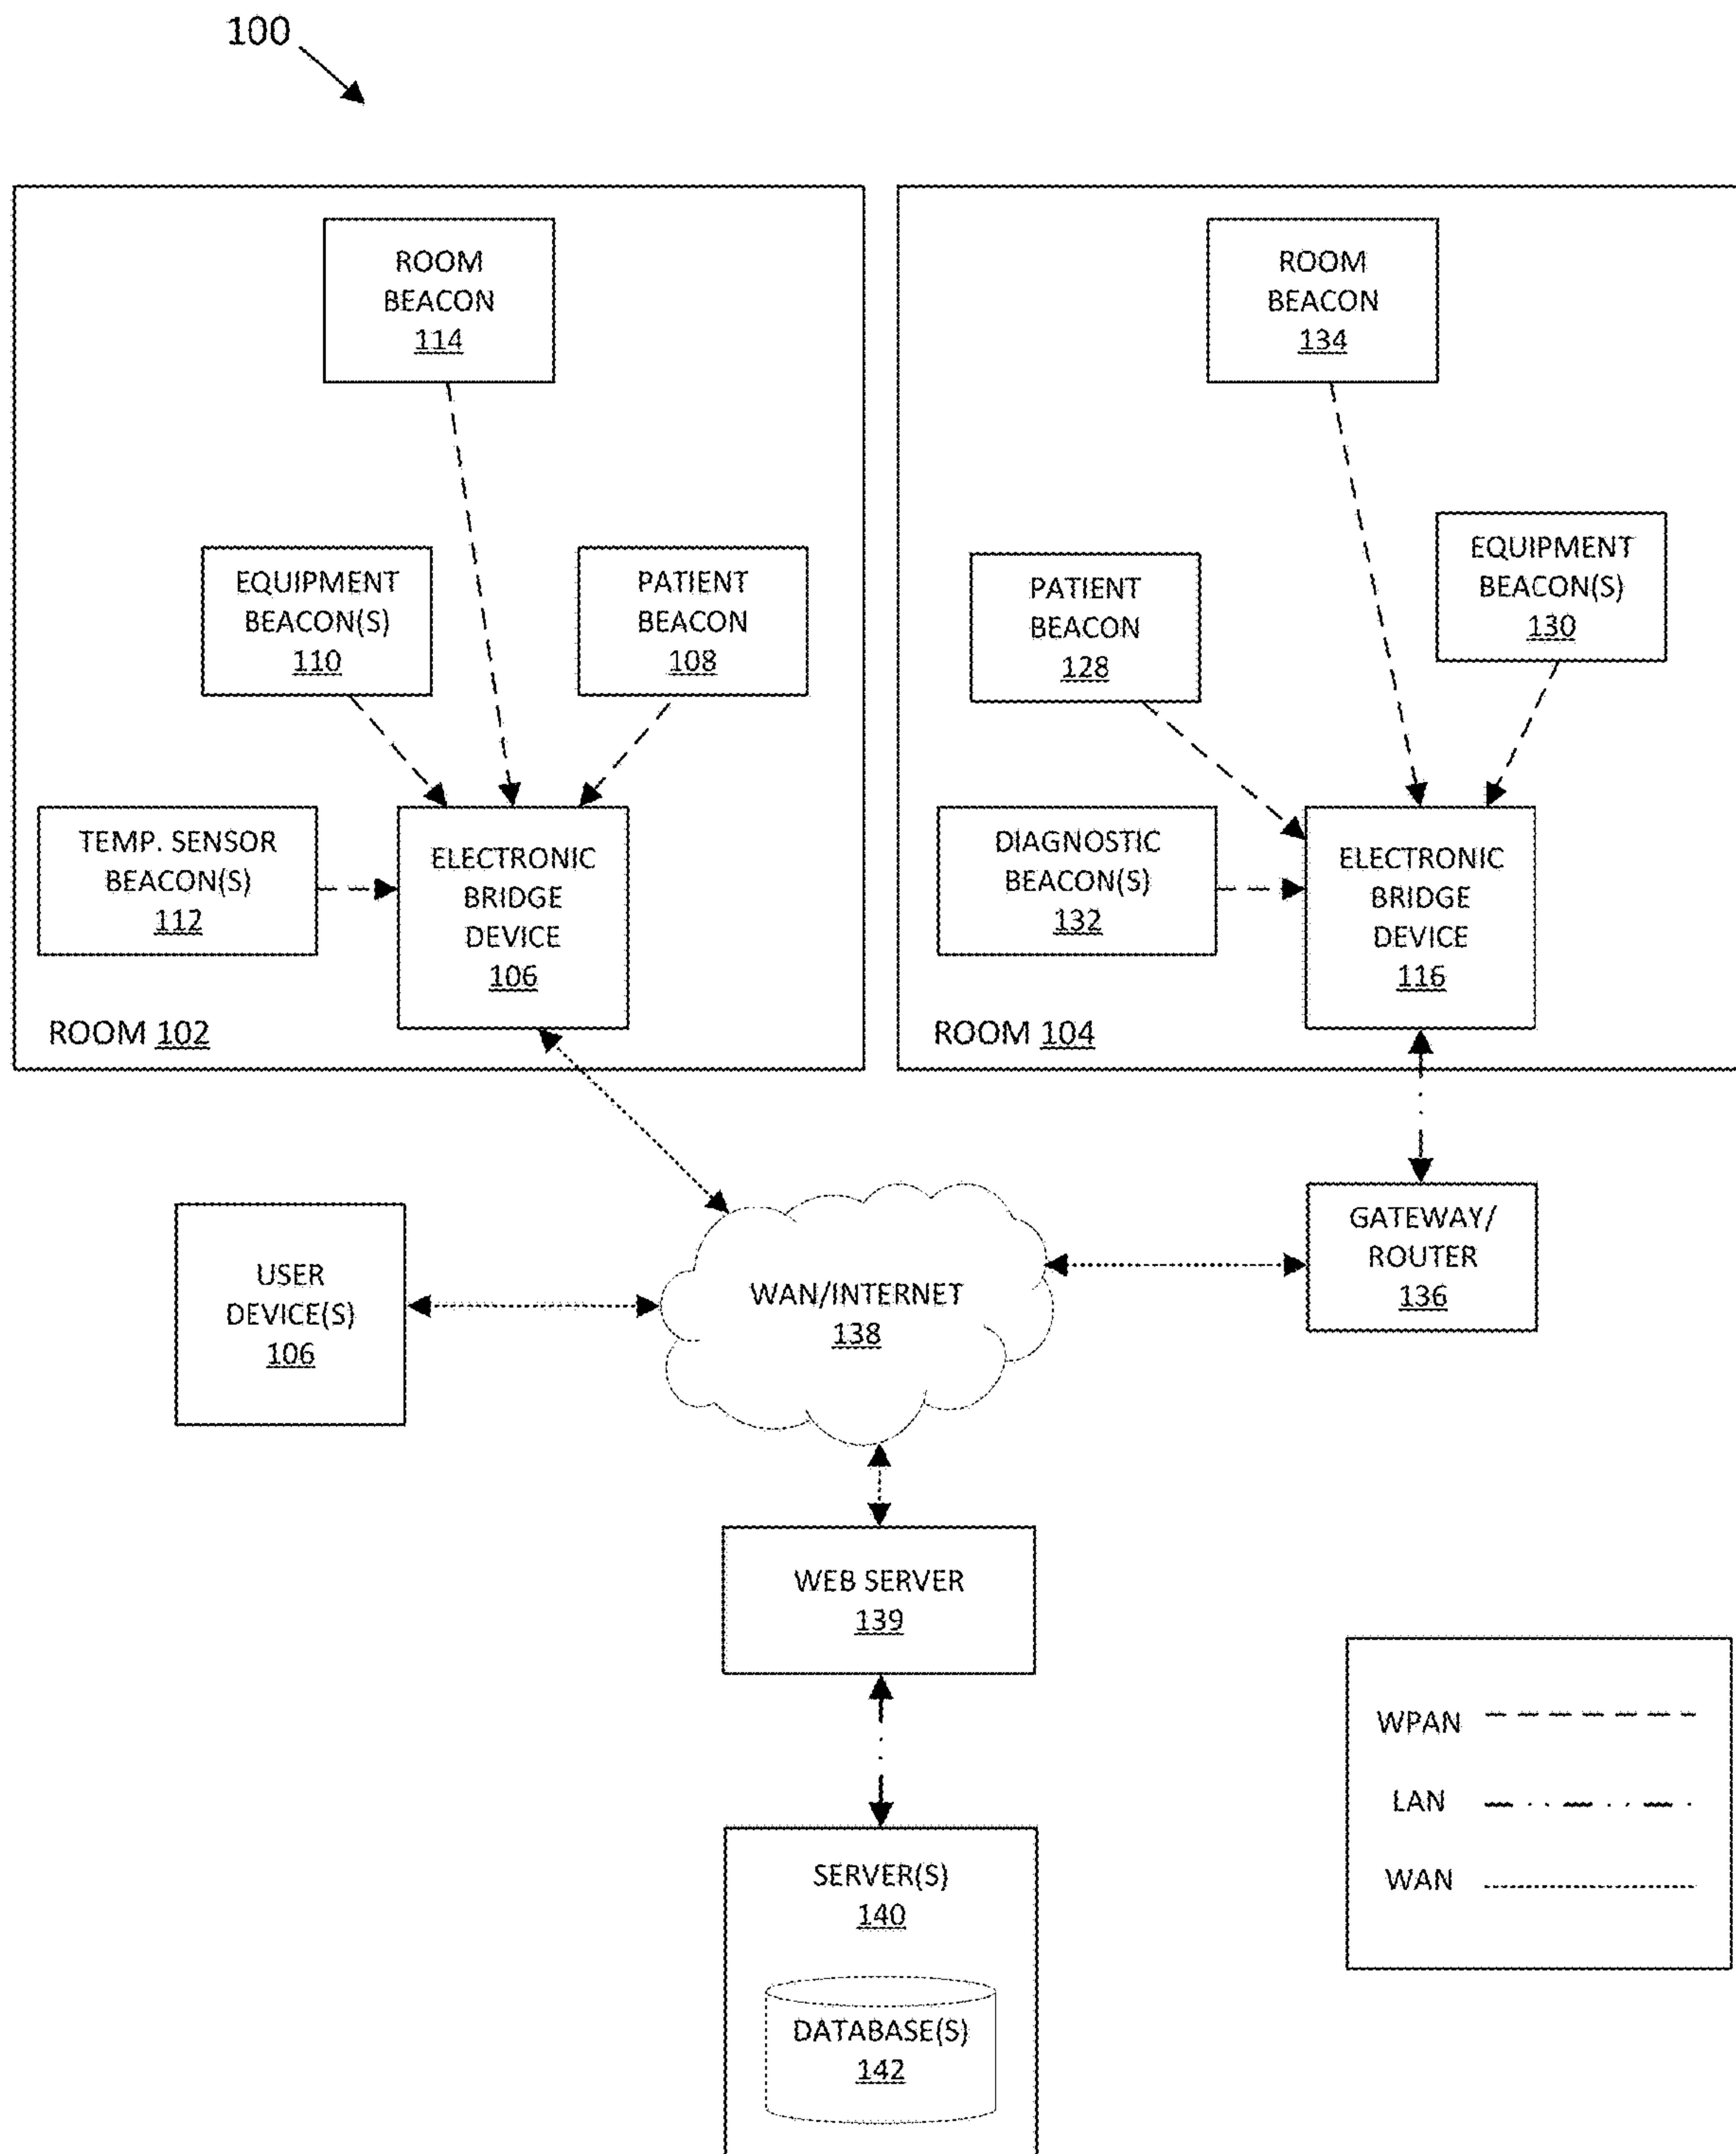 100
ROOM
BEACON
114
EQUIPMENT
BEACON(S)
110
PATIENT
BEACON
108
TEMP. SENSOR
BEACON(S)
112
ELECTRONIC
BRIDGE
DEVICE
106
ROOM 102
ROOM
BEACON
134
PATIENT
BEACON
128
EQUIPMENT
BEACON(S)
130
DIAGNOSTIC
BEACON(S)
132
ELECTRONIC
BRIDGE
DEVICE
116
ROOM 104
USER
DEVICE(S)
106
WAN/INTERNET
138
GATEWAY/
ROUTER
136
WEB SERVER
139
SERVER(S)
140
DATABASE(S)
142
WPAN
LAN
WAN